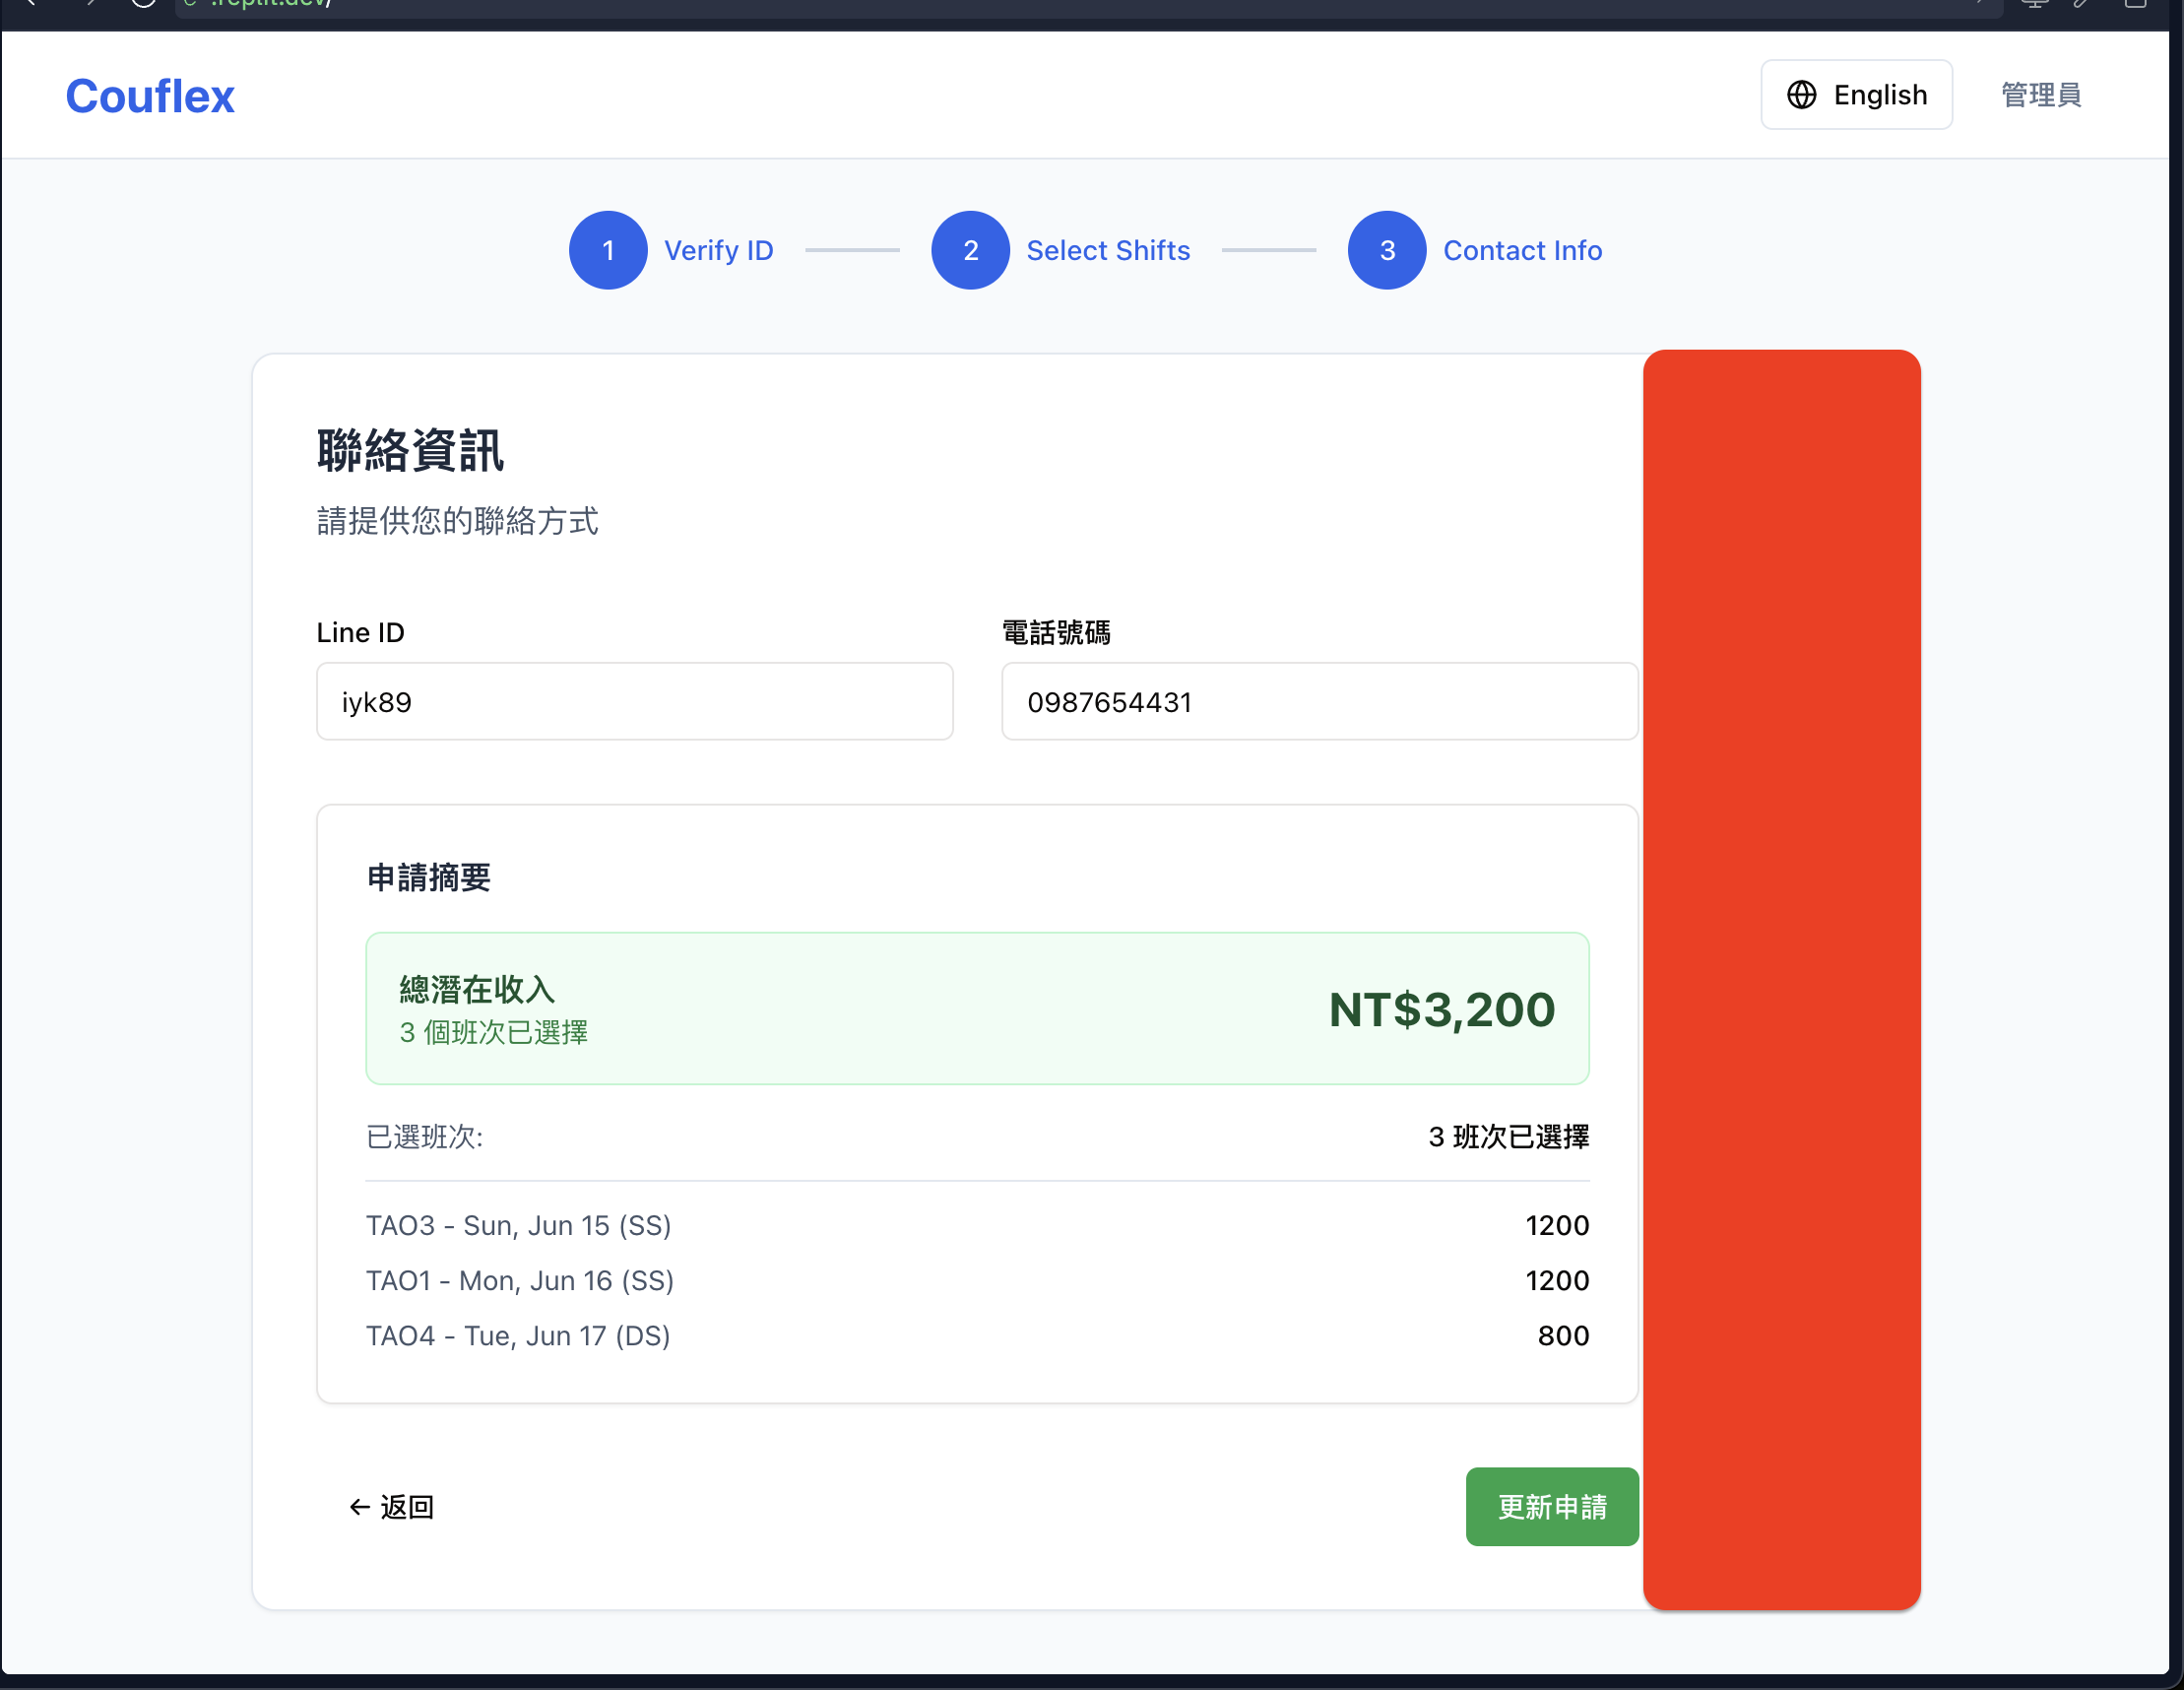 Couflex
English
管理員
1 Verify ID
2 Select Shifts
3 Contact Info
聯絡資訊
請提供您的聯絡方式
Line ID
電話號碼
iyk89
0987654431
申請摘要
總潛在收入
3 個班次已選擇
NT$3,200
已選班次:
3 班次已選擇
TAO3 - Sun, Jun 15 (SS)
1200
TAO1 - Mon, Jun 16 (SS)
1200
TAO4 - Tue, Jun 17 (DS)
800
← 返回
更新申請